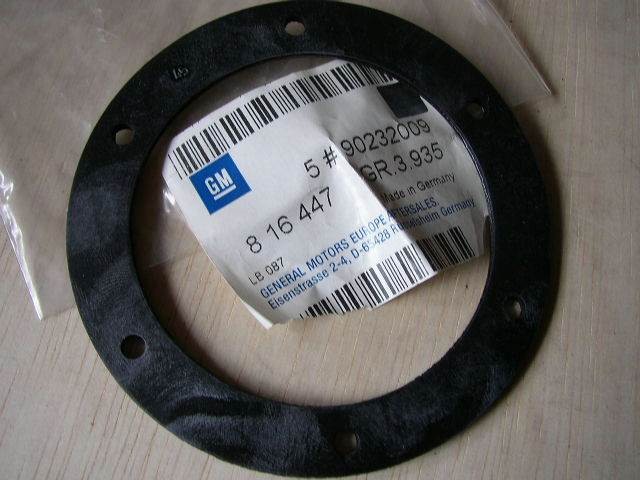 45
GM
5 # 90232009
8 16 447 GR.3.935
LB 087 Made in Germany
GENERAL MOTORS EUROPE AFTERSALES.
Eisenstrasse 2-4, D-65428 Rüsselsheim Germany